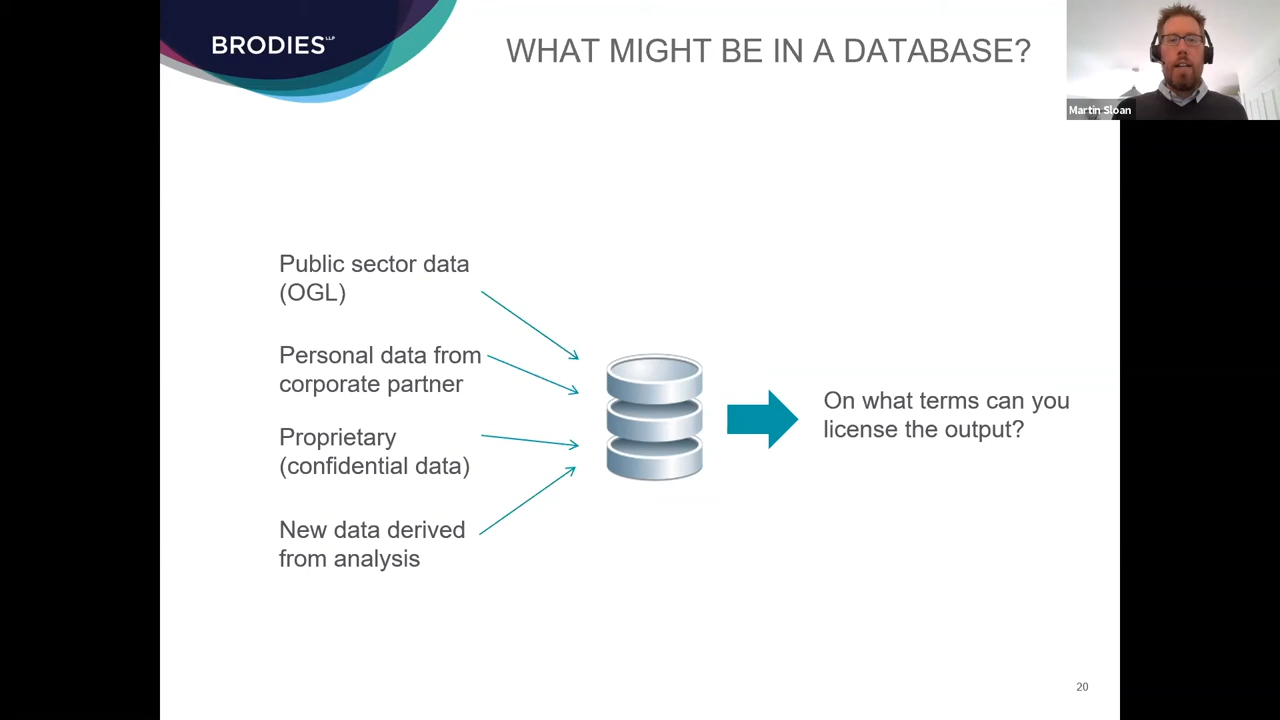 BRODIES LLP
WHAT MIGHT BE IN A DATABASE?
Martin Sloan
Public sector data
(OGL)
Personal data from
corporate partner
Proprietary
(confidential data)
New data derived
from analysis
On what terms can you
license the output?
20